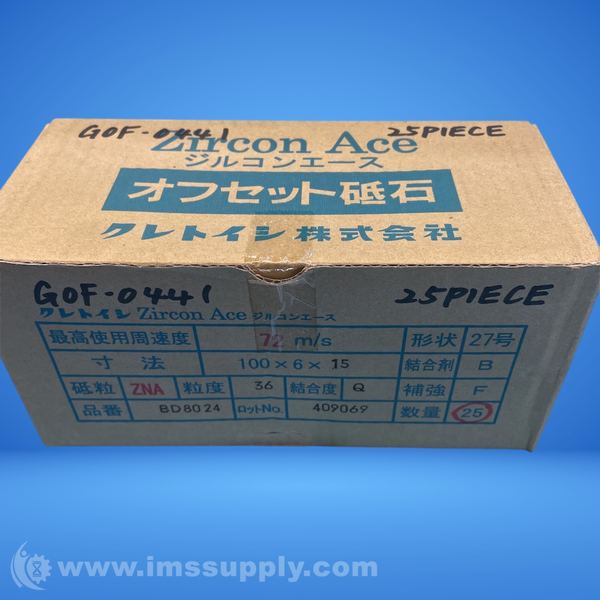 GOF-0441 25PIECE
Zircon Ace
ジルコンエース
オフセット砥石
クレトイシ株式会社
GOF-0441 25PIECE
クレトイシ Zircon Ace ジルコンエース
最高使用周速度 72 m/s 形状 27号
寸法 100×6×15 結合剤 B
砥粒 ZNA 粒度 36 結合度 Q 補強 F
品番 BD8024 ロットNo. 409069 数量 25
www.imssupply.com